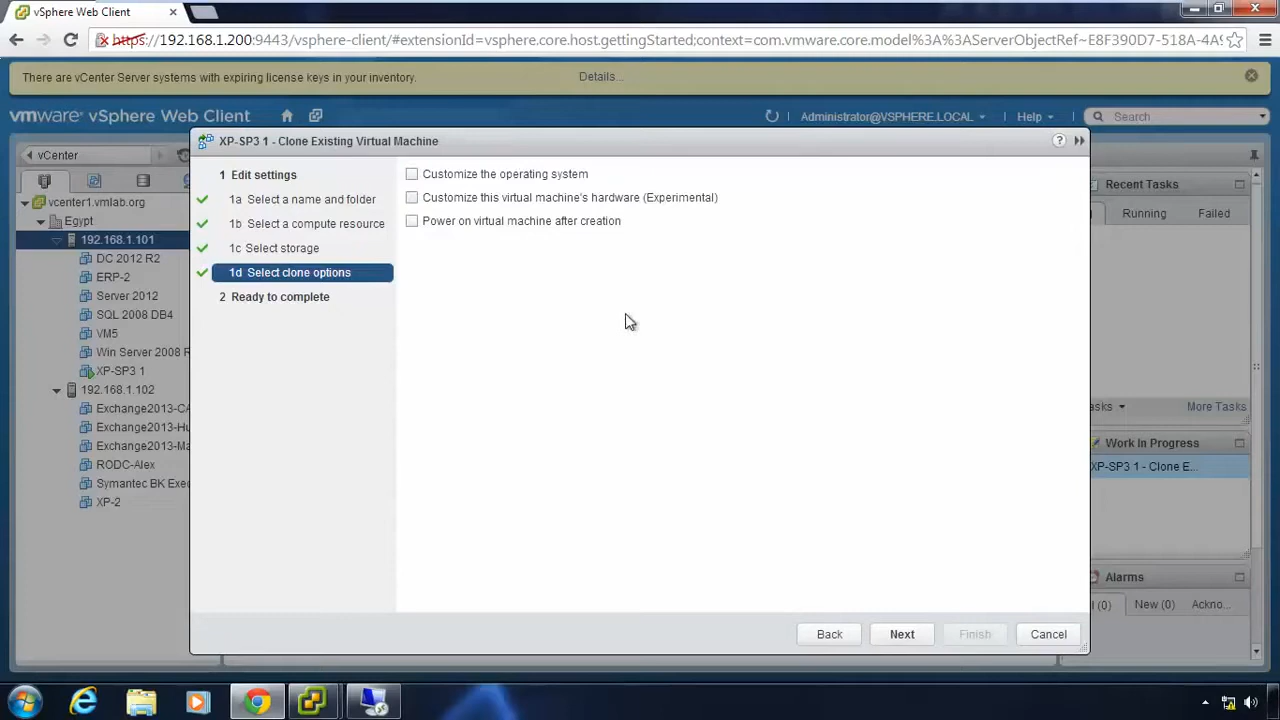 vSphere Web Client
https://192.168.1.200:9443/vsphere-client/#extensionId=vsphere.core.host.gettingStarted;context=com.vmware.core.model%3A%3AServerObjectRef~E8F390D7-518A-4A9
There are vCenter Server systems with expiring license keys in your inventory. Details...
vmware vSphere Web Client Administrator@VSPHERE.LOCAL Help Search
XP-SP3 1 - Clone Existing Virtual Machine
vCenter
vcenter1.vmlab.org
Egypt
192.168.1.101
DC 2012 R2
ERP-2
Server 2012
SQL 2008 DB4
VM5
Win Server 2008 R
XP-SP3 1
192.168.1.102
Exchange2013-CA
Exchange2013-Hu
Exchange2013-Ma
RODC-Alex
Symantec BK Exe
XP-2
1 Edit settings
1a Select a name and folder
1b Select a compute resource
1c Select storage
1d Select clone options
2 Ready to complete
Customize the operating system
Customize this virtual machine's hardware (Experimental)
Power on virtual machine after creation
Back Next Finish Cancel
Recent Tasks
Running Failed
More Tasks
Work In Progress
XP-SP3 1 - Clone E...
Alarms
New (0) Ackno...